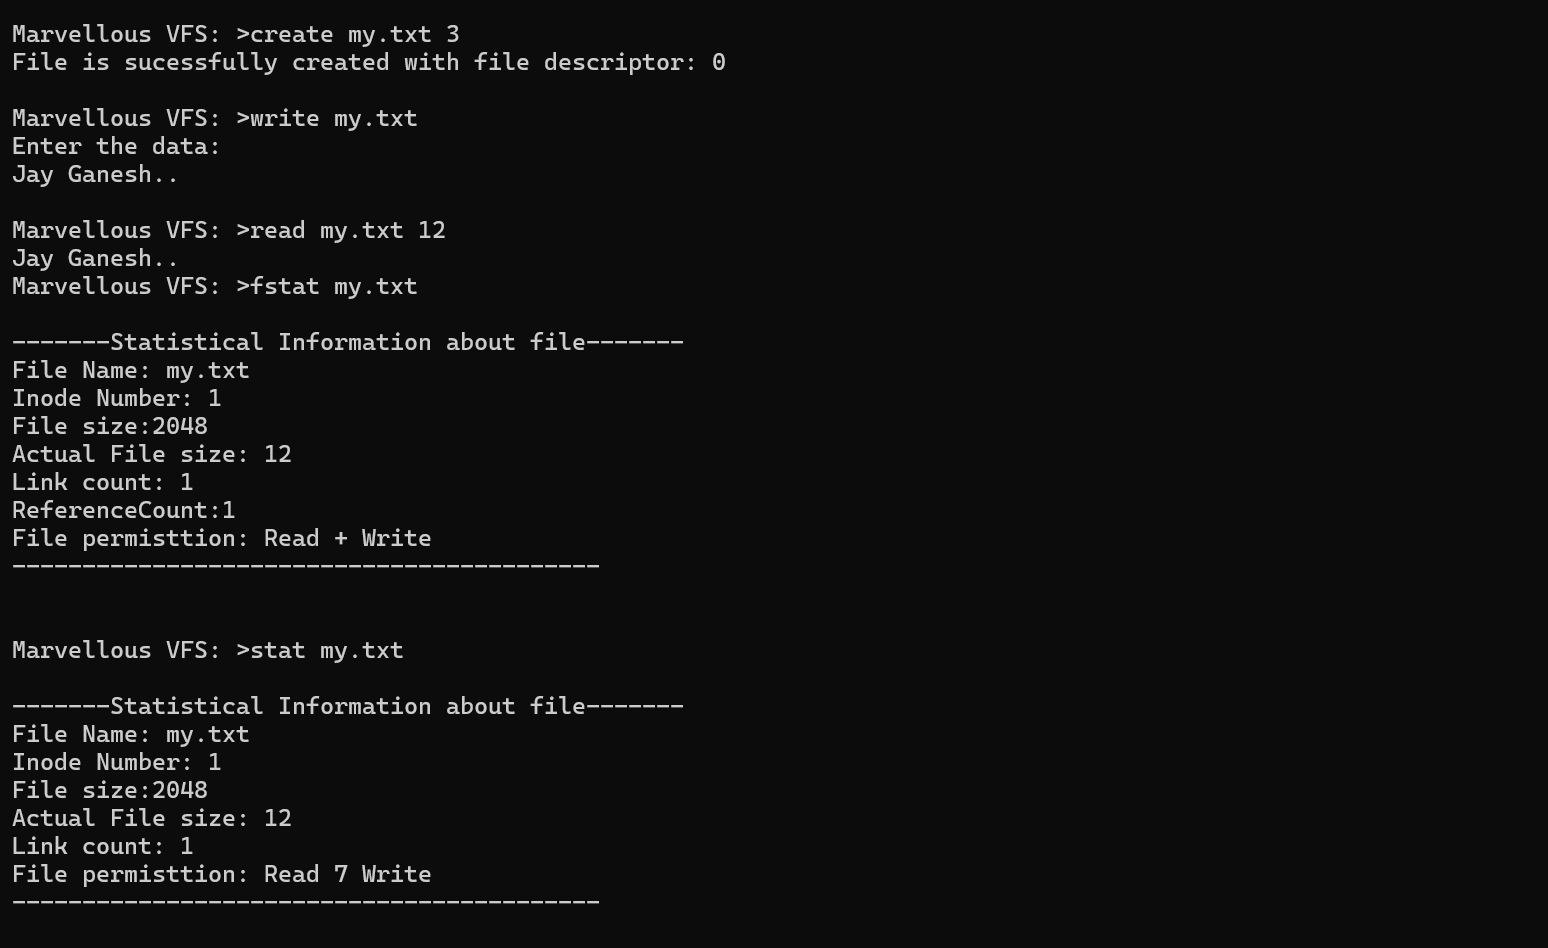 Marvellous VFS: >create my.txt 3
File is sucessfully created with file descriptor: 0
Marvellous VFS: >write my.txt
Enter the data:
Jay Ganesh..
Marvellous VFS: >read my.txt 12
Jay Ganesh..
Marvellous VFS: >fstat my.txt
-------Statistical Information about file-------
File Name: my.txt
Inode Number: 1
File size:2048
Actual File size: 12
Link count: 1
ReferenceCount:1
File permisttion: Read + Write
------------------------------------------
Marvellous VFS: >stat my.txt
-------Statistical Information about file-------
File Name: my.txt
Inode Number: 1
File size:2048
Actual File size: 12
Link count: 1
File permisttion: Read 7 Write
------------------------------------------